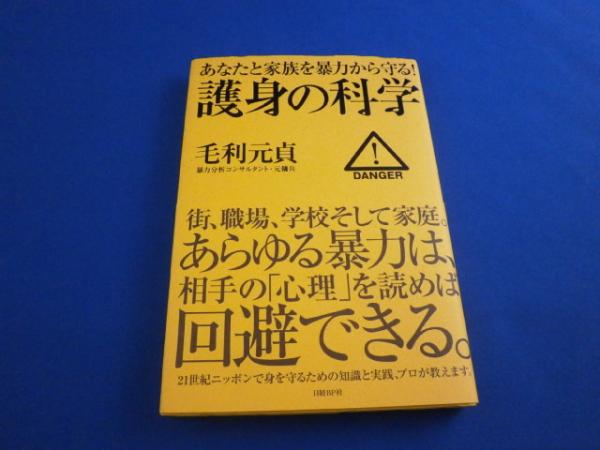 あなたと家族を暴力から守る!
護身の科学
毛利元貞
暴力分析コンサルタント・元傭兵
!
DANGER
街、職場、学校そして家庭。
あらゆる暴力は、
相手の「心理」を読めば
回避できる。
21世紀ニッポンで身を守るための知識と実践、プロが教えます。
日経BP社